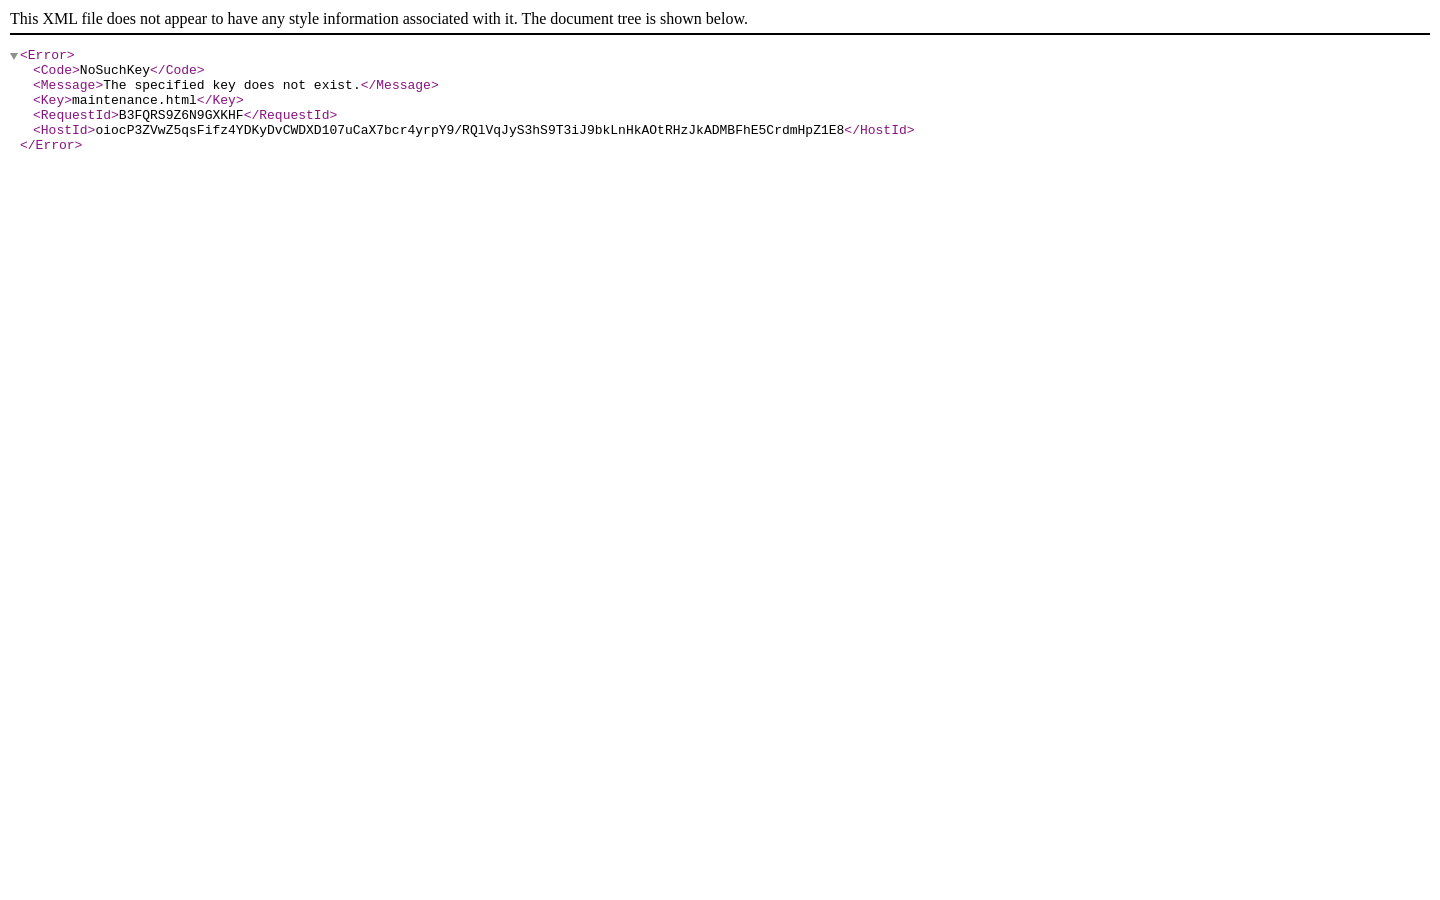 This XML file does not appear to have any style information associated with it. The document tree is shown below.
<Error>
<Code>NoSuchKey</Code>
<Message>The specified key does not exist.</Message>
<Key>maintenance.html</Key>
<RequestId>B3FQRS9Z6N9GXKHF</RequestId>
<HostId>oiocP3ZVwZ5qsFifz4YDKyDvCWDXD107uCaX7bcr4yrpY9/RQlVqJyS3hS9T3iJ9bkLnHkAOtRHzJkADMBFhE5CrdmHpZ1E8</HostId>
</Error>